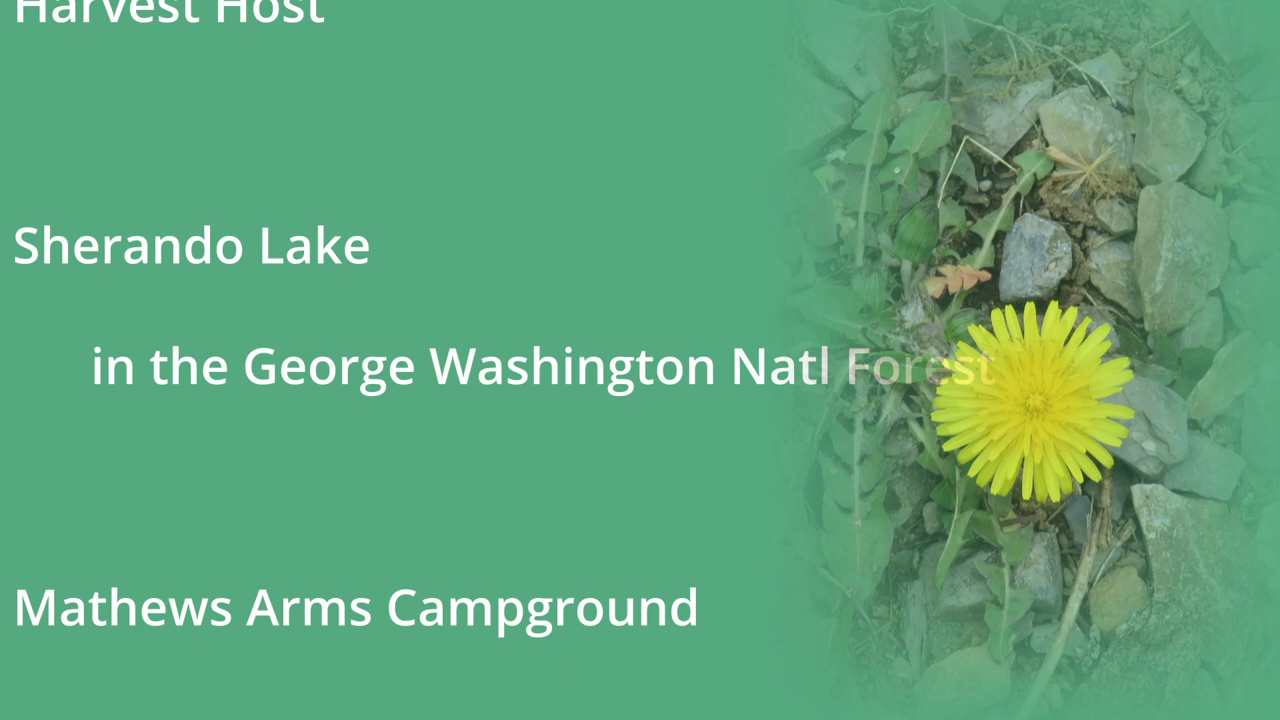 Harvest Host
Sherando Lake
in the George Washington Natl Forest
Mathews Arms Campground